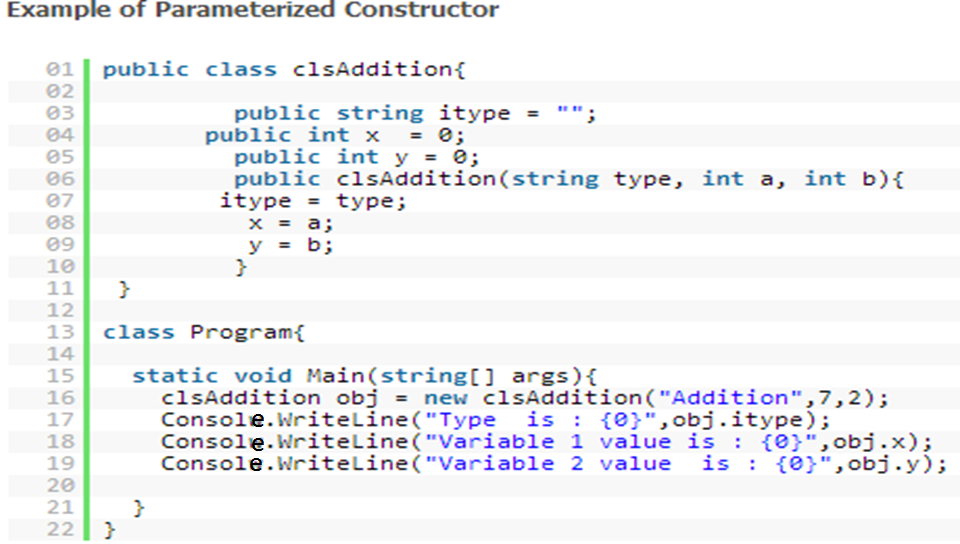 Example of Parameterized Constructor
01 public class clsAddition{
02
03 public string itype = "";
04 public int x = 0;
05 public int y = 0;
06 public clsAddition(string type, int a, int b){
07 itype = type;
08 x = a;
09 y = b;
10 }
11 }
12
13 class Program{
14
15 static void Main(string[] args){
16 clsAddition obj = new clsAddition("Addition",7,2);
17 Console.WriteLine("Type  is : {0}",obj.itype);
18 Console.WriteLine("Variable 1 value is : {0}",obj.x);
19 Console.WriteLine("Variable 2 value  is : {0}",obj.y);
20
21 }
22 }